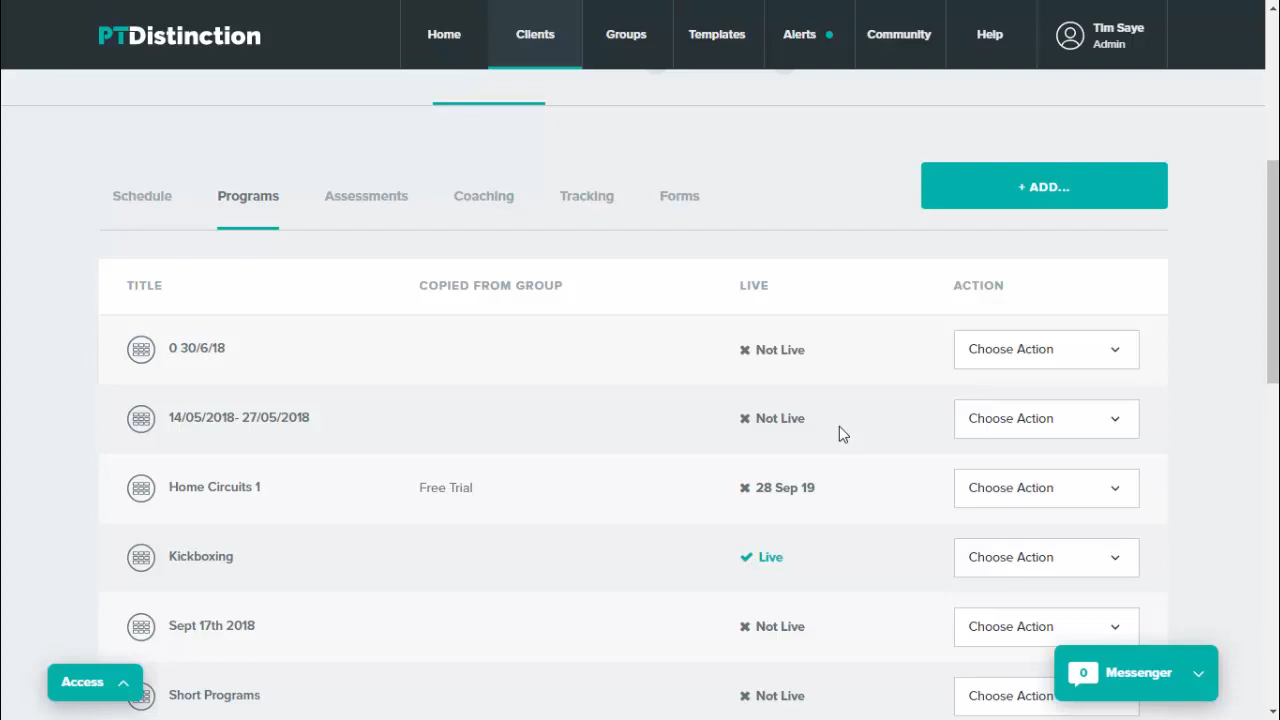 PTDistinction
Home Clients Groups Templates Alerts Community Help Tim Saye
Admin
Schedule Programs Assessments Coaching Tracking Forms + ADD...
TITLE COPIED FROM GROUP LIVE ACTION
0 30/6/18 Not Live Choose Action
14/05/2018- 27/05/2018 Not Live Choose Action
Home Circuits 1 Free Trial 28 Sep 19 Choose Action
Kickboxing Live Choose Action
Sept 17th 2018 Not Live Choose Action
Access 0 Messenger
Short Programs Not Live Choose Action